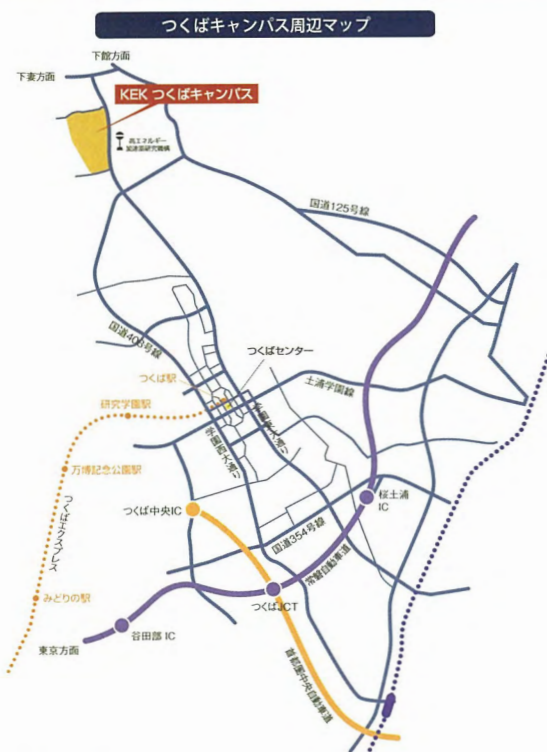 つくばキャンパス周辺マップ
下館方面
下妻方面
KEK つくばキャンパス
高エネルギー
加速器研究機構
国道125号線
国道408号線
つくばセンター
つくば駅
土浦学園線
研究学園駅
学園東大通り
学園西大通り
万博記念公園駅
つくばエクスプレス
つくば中央IC
桜土浦
IC
国道354号線
常磐自動車道
みどりの駅
つくばJCT
谷田部 IC
東京方面
首都圏中央自動車道